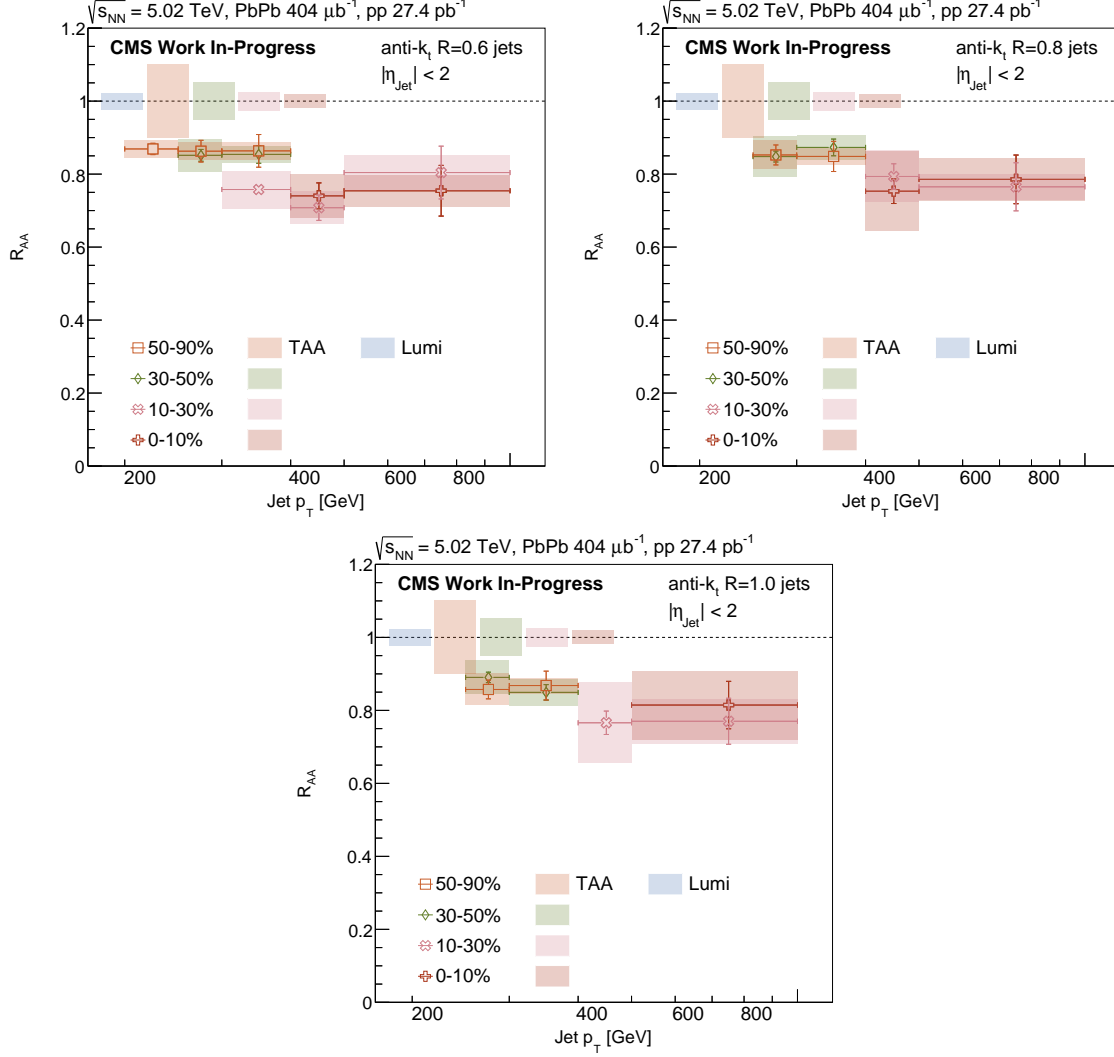 √s_NN = 5.02 TeV, PbPb 404 μb⁻¹, pp 27.4 pb⁻¹
CMS Work In-Progress
anti-k_t R=0.6 jets
|η_Jet| < 2
1.2
1
0.8
0.6
0.4
0.2
0
R_AA
50-90%
TAA
Lumi
30-50%
10-30%
0-10%
200
400
600
800
Jet p_T [GeV]
√s_NN = 5.02 TeV, PbPb 404 μb⁻¹, pp 27.4 pb⁻¹
CMS Work In-Progress
anti-k_t R=0.8 jets
|η_Jet| < 2
1.2
1
0.8
0.6
0.4
0.2
0
R_AA
50-90%
TAA
Lumi
30-50%
10-30%
0-10%
200
400
600
800
Jet p_T [GeV]
√s_NN = 5.02 TeV, PbPb 404 μb⁻¹, pp 27.4 pb⁻¹
CMS Work In-Progress
anti-k_t R=1.0 jets
|η_Jet| < 2
1.2
1
0.8
0.6
0.4
0.2
0
R_AA
50-90%
TAA
Lumi
30-50%
10-30%
0-10%
200
400
600
800
Jet p_T [GeV]